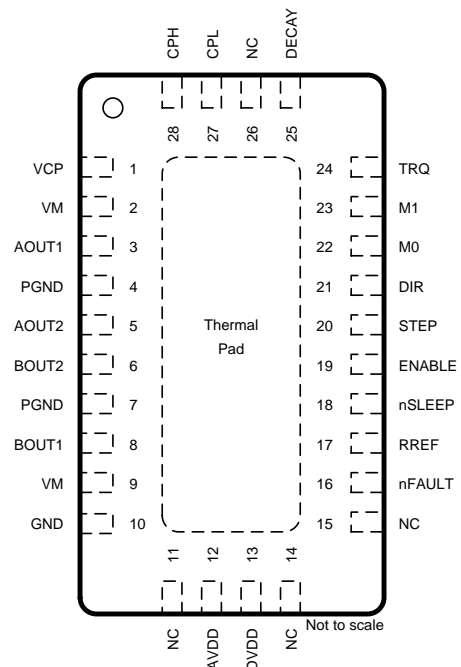 CPH
CPL
NC
DECAY
28
27
26
25
VCP 1
24 TRQ
VM 2
23 M1
AOUT1 3
22 M0
PGND 4
21 DIR
AOUT2 5
Thermal
Pad
20 STEP
BOUT2 6
19 ENABLE
PGND 7
18 nSLEEP
BOUT1 8
17 RREF
VM 9
16 nFAULT
GND 10
15 NC
11
12
13
14
NC
AVDD
DVDD
NC
Not to scale